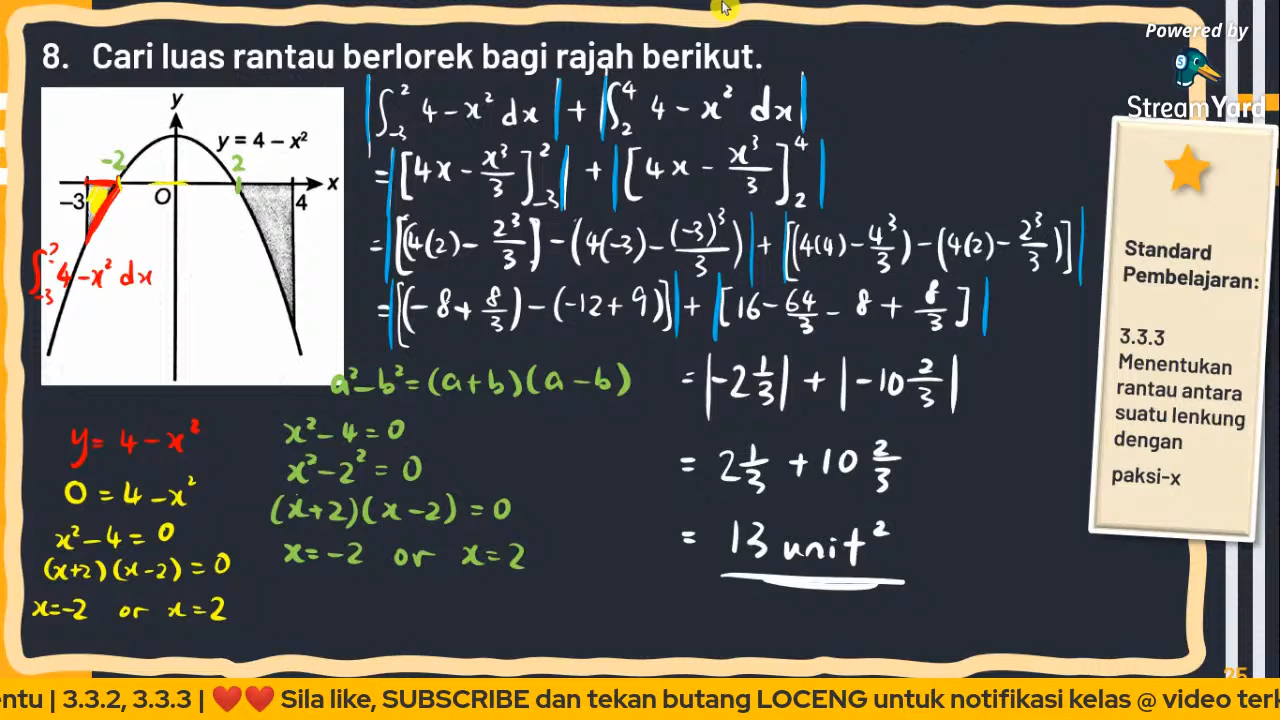 Powered by
StreamYard
8. Cari luas rantau berlorek bagi rajah berikut.
y
y = 4 – x²
-2
2
–3
O
4
x
∫₋₃² 4-x² dx
|∫₋₃² 4-x² dx| + |∫₂⁴ 4-x² dx|
= |[4x - x³/3]₋₃²| + |[4x - x³/3]₂⁴|
= |[(4(2) - 2³/3) - (4(-3) - (-3)³/3)| + |[(4(4) - 4³/3) - (4(2) - 2³/3)]|
= |[(-8 + 8/3) - (-12 + 9)]| + |[16 - 64/3 - 8 + 8/3]|
= |-2 1/3| + |-10 2/3|
= 2 1/3 + 10 2/3
= 13 unit²
a²-b² = (a+b)(a-b)
x²-4=0
x²-2²=0
(x+2)(x-2)=0
x=-2 or x=2
y=4-x²
0=4-x²
x²-4=0
(x+2)(x-2)=0
x=-2 or x=2
Standard
Pembelajaran:
3.3.3
Menentukan
rantau antara
suatu lenkung
dengan
paksi-x
25
entu | 3.3.2, 3.3.3 | ❤️❤️ Sila like, SUBSCRIBE dan tekan butang LOCENG untuk notifikasi kelas @ video terk